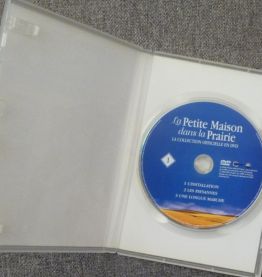 La Petite Maison
dans la Prairie
LA COLLECTION OFFICIELLE EN DVD
1
DVD
1 L'INSTALLATION
2 LES PAYSANNES
3 UNE LONGUE MARCHE